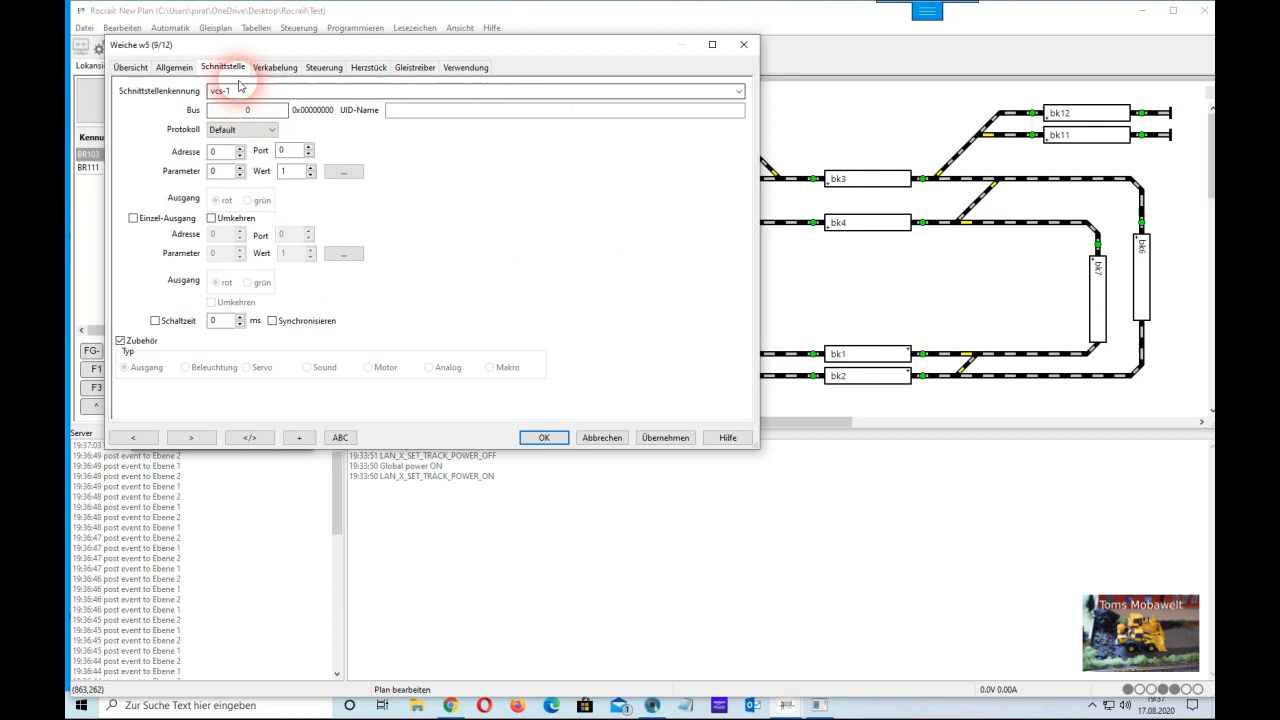 Rocrail: New Plan (C:\Users\pirat\OneDrive\Desktop\Rocrail\Test)
Datei Bearbeiten Automatik Gleisplan Tabellen Steuerung Programmieren Lesezeichen Ansicht Hilfe
Weiche w5 (9/12)
Lokansi
Übersicht Allgemein Schnittstelle Verkabelung Steuerung Herzstück Gleistreiber Verwendung
Schnittstellenkennung vcs-1
Bus 0 0x00000000 UID-Name
Protokoll Default
Adresse 0 Port 0
Parameter 0 Wert 1 ...
Ausgang rot grün
Einzel-Ausgang Umkehren
Adresse 0 Port 0
Parameter 0 Wert 1 ...
Ausgang rot grün
Umkehren
Schaltzeit 0 ms Synchronisieren
Zubehör
Typ
Ausgang Beleuchtung Servo Sound Motor Analog Makro
< > </> + ABC OK Abbrechen Übernehmen Hilfe
Kennu
BR103
BR111
<
FG-
F1
F3
^
bk12
bk11
bk3
bk4
bk6
bk7
bk1
bk2
Server
19:37:03
19:36:49 post event to Ebene 2
19:36:49 post event to Ebene 1
19:36:49 post event to Ebene 2
19:36:49 post event to Ebene 1
19:36:48 post event to Ebene 2
19:36:48 post event to Ebene 1
19:36:48 post event to Ebene 2
19:36:48 post event to Ebene 1
19:36:47 post event to Ebene 2
19:36:47 post event to Ebene 1
19:36:47 post event to Ebene 2
19:36:47 post event to Ebene 1
19:36:46 post event to Ebene 2
19:36:46 post event to Ebene 1
19:36:46 post event to Ebene 2
19:36:46 post event to Ebene 1
19:36:45 post event to Ebene 2
19:36:45 post event to Ebene 1
19:36:45 post event to Ebene 2
19:36:45 post event to Ebene 1
19:36:44 post event to Ebene 2
19:36:44 post event to Ebene 1
19:33:51 LAN_X_SET_TRACK_POWER_OFF
19:33:50 Global power ON
19:33:50 LAN_X_SET_TRACK_POWER_ON
Toms Mobawelt
(863,262) Plan bearbeiten 0.0V 0.00A
Zur Suche Text hier eingeben
19:37
17.08.2020